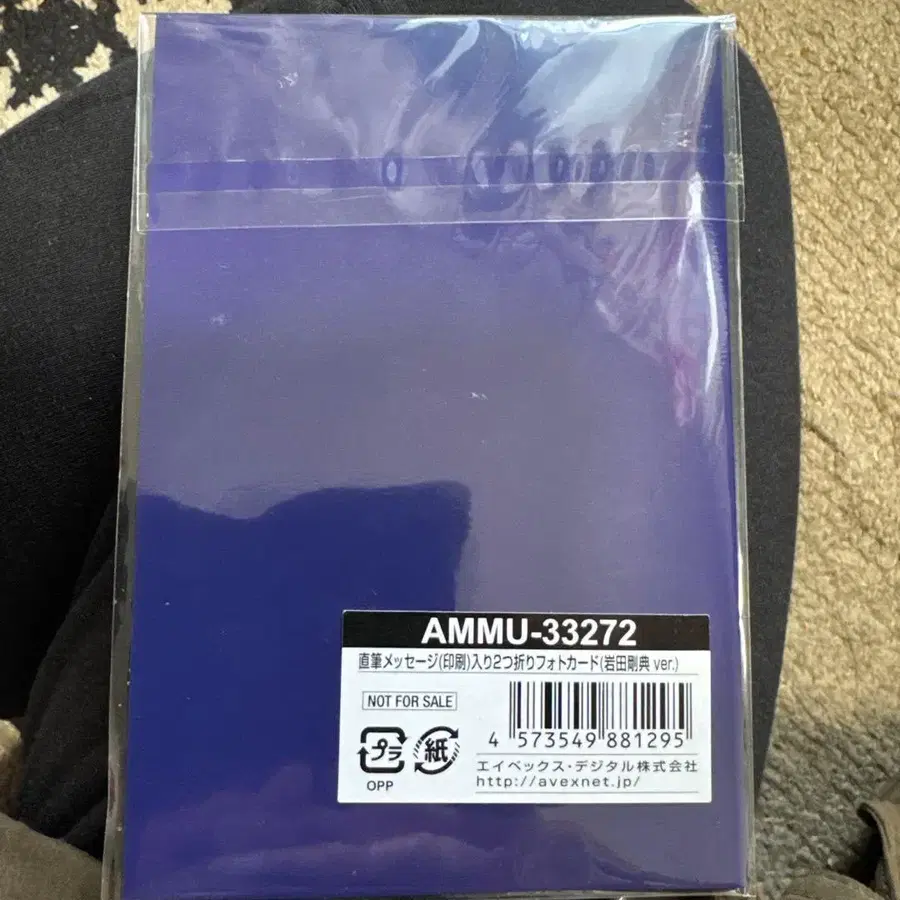 AMMU-33272
直筆メッセージ(印刷)入り2つ折りフォトカード(岩田剛典 ver.)
NOT FOR SALE
4 573549 881295
プラ
紙
OPP
エイベックス・デジタル株式会社
http://avexnet.jp/